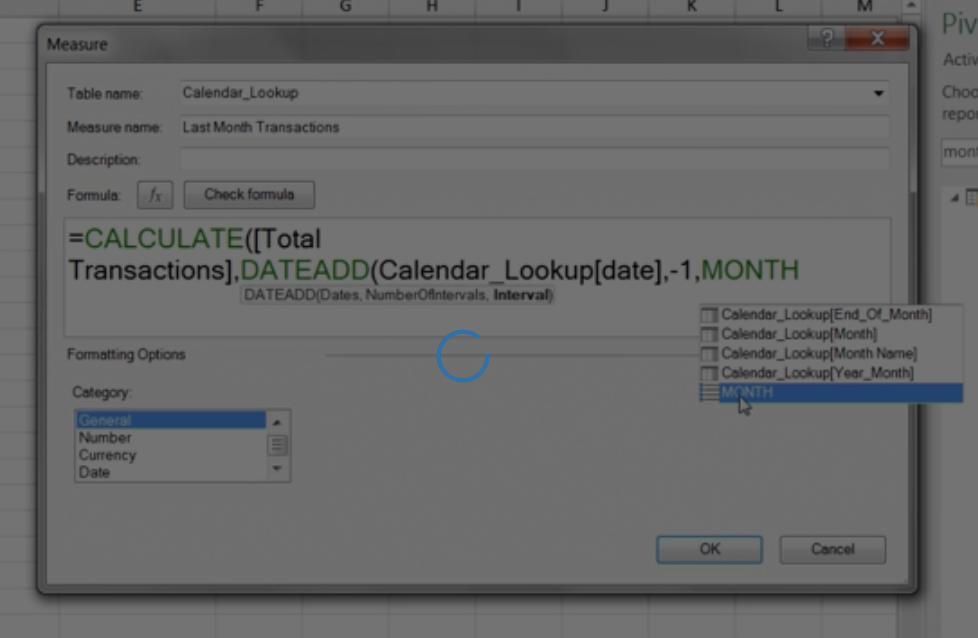 E F G H I J K L M
Measure
Table name: Calendar_Lookup
Measure name: Last Month Transactions
Description:
Formula: fx Check formula
=CALCULATE([Total
Transactions],DATEADD(Calendar_Lookup[date],-1,MONTH
DATEADD(Dates, NumberOfIntervals, Interval)
Calendar_Lookup[End_Of_Month]
Calendar_Lookup[Month]
Calendar_Lookup[Month Name]
Calendar_Lookup[Year_Month]
MONTH
Formatting Options
Category:
General
Number
Currency
Date
OK Cancel
Piv
Activ
Choo
repo
mont